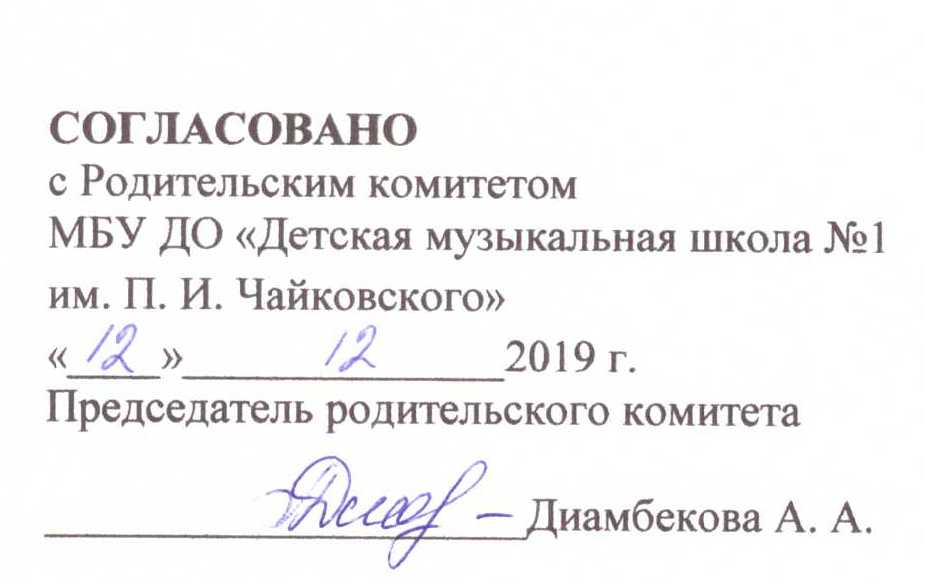 СОГЛАСОВАНО
с Родительским комитетом
МБУ ДО «Детская музыкальная школа №1
им. П. И. Чайковского»
«12» 12 2019 г.
Председатель родительского комитета
Диамбекова А. А.